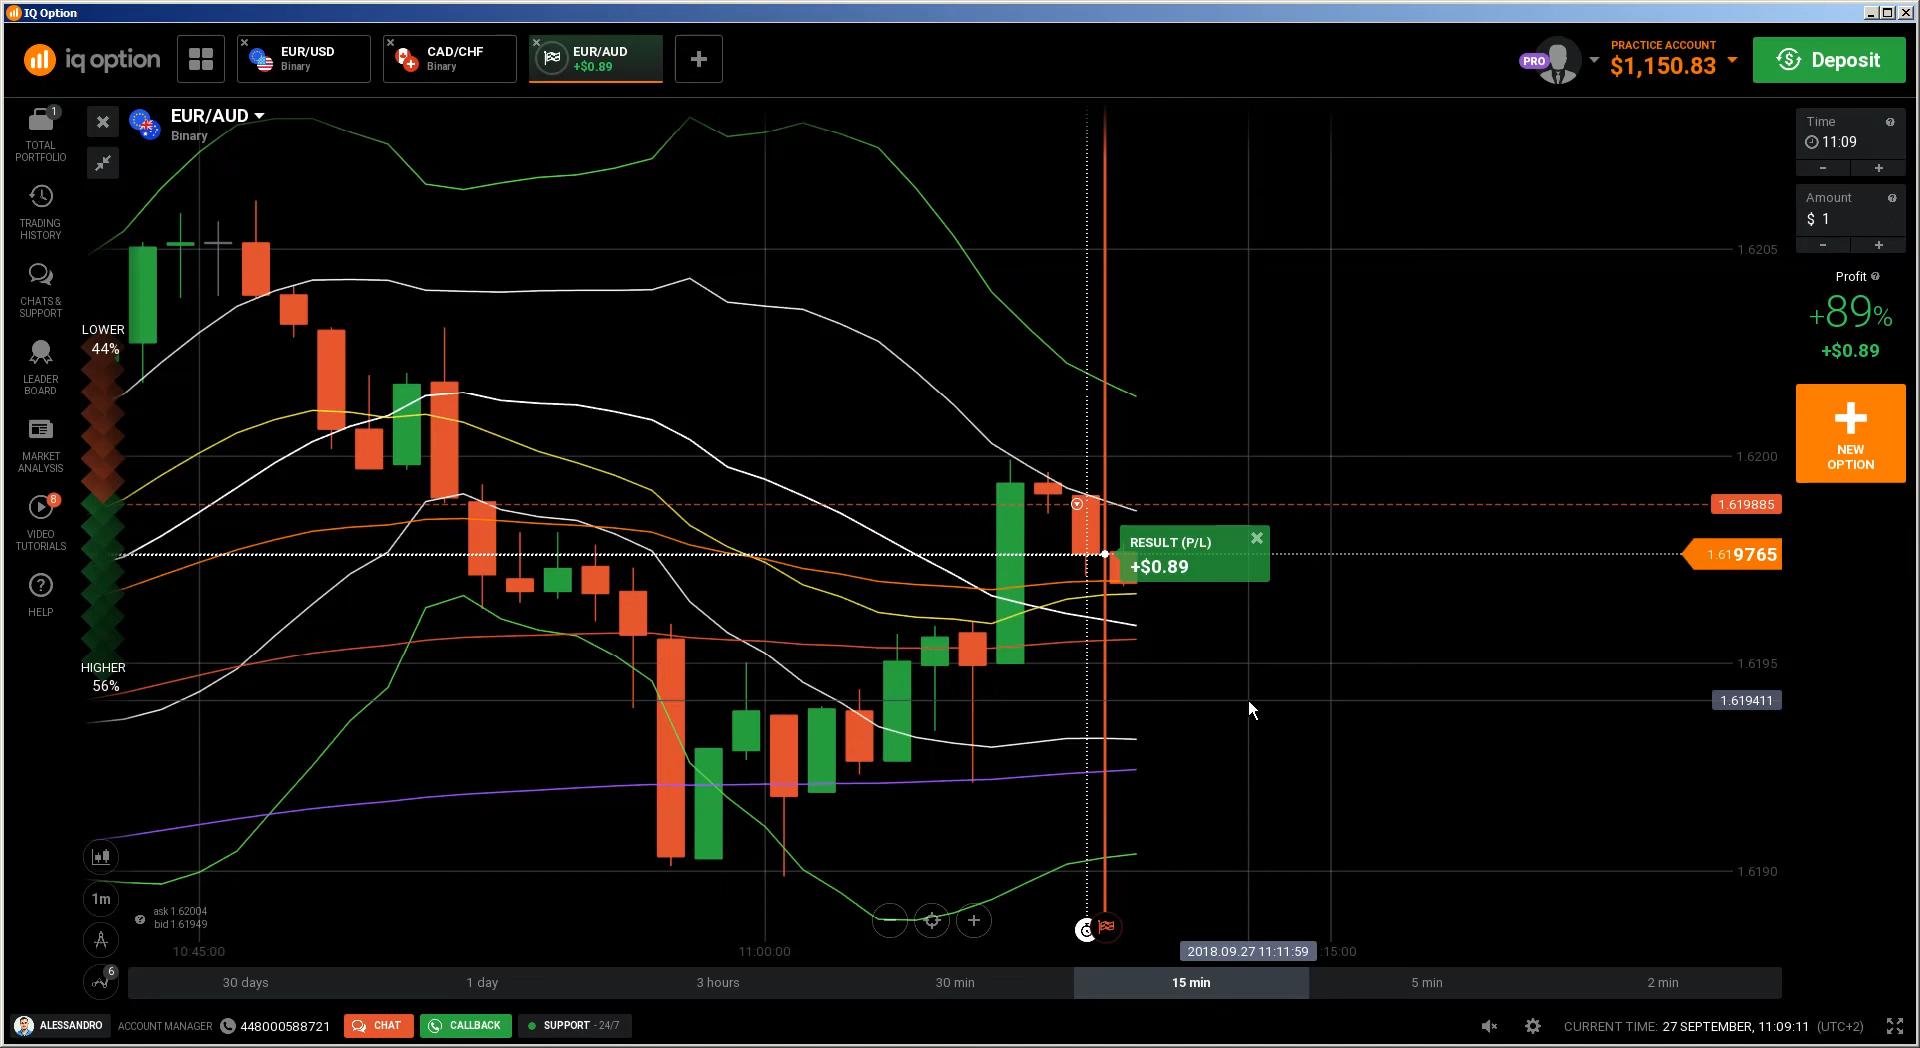 IQ Option
iq option
EUR/USD
Binary
CAD/CHF
Binary
EUR/AUD
+$0.89
PRO
PRACTICE ACCOUNT
$1,150.83
Deposit
1
TOTAL
PORTFOLIO
TRADING
HISTORY
CHATS &
SUPPORT
LEADER
BOARD
MARKET
ANALYSIS
8
VIDEO
TUTORIALS
HELP
EUR/AUD
Binary
LOWER
44%
HIGHER
56%
RESULT (P/L)
+$0.89
1.6205
1.6200
1.619885
1.619765
1.6195
1.619411
1.6190
Time
11:09
- +
Amount
$ 1
- +
Profit
+89%
+$0.89
NEW
OPTION
1m
6
ask 1.62004
bid 1.61949
10:45:00
11:00:00
2018.09.27 11:11:59
:15:00
30 days
1 day
3 hours
30 min
15 min
5 min
2 min
ALESSANDRO
ACCOUNT MANAGER
448000588721
CHAT
CALLBACK
SUPPORT - 24/7
CURRENT TIME: 27 SEPTEMBER, 11:09:11 (UTC+2)